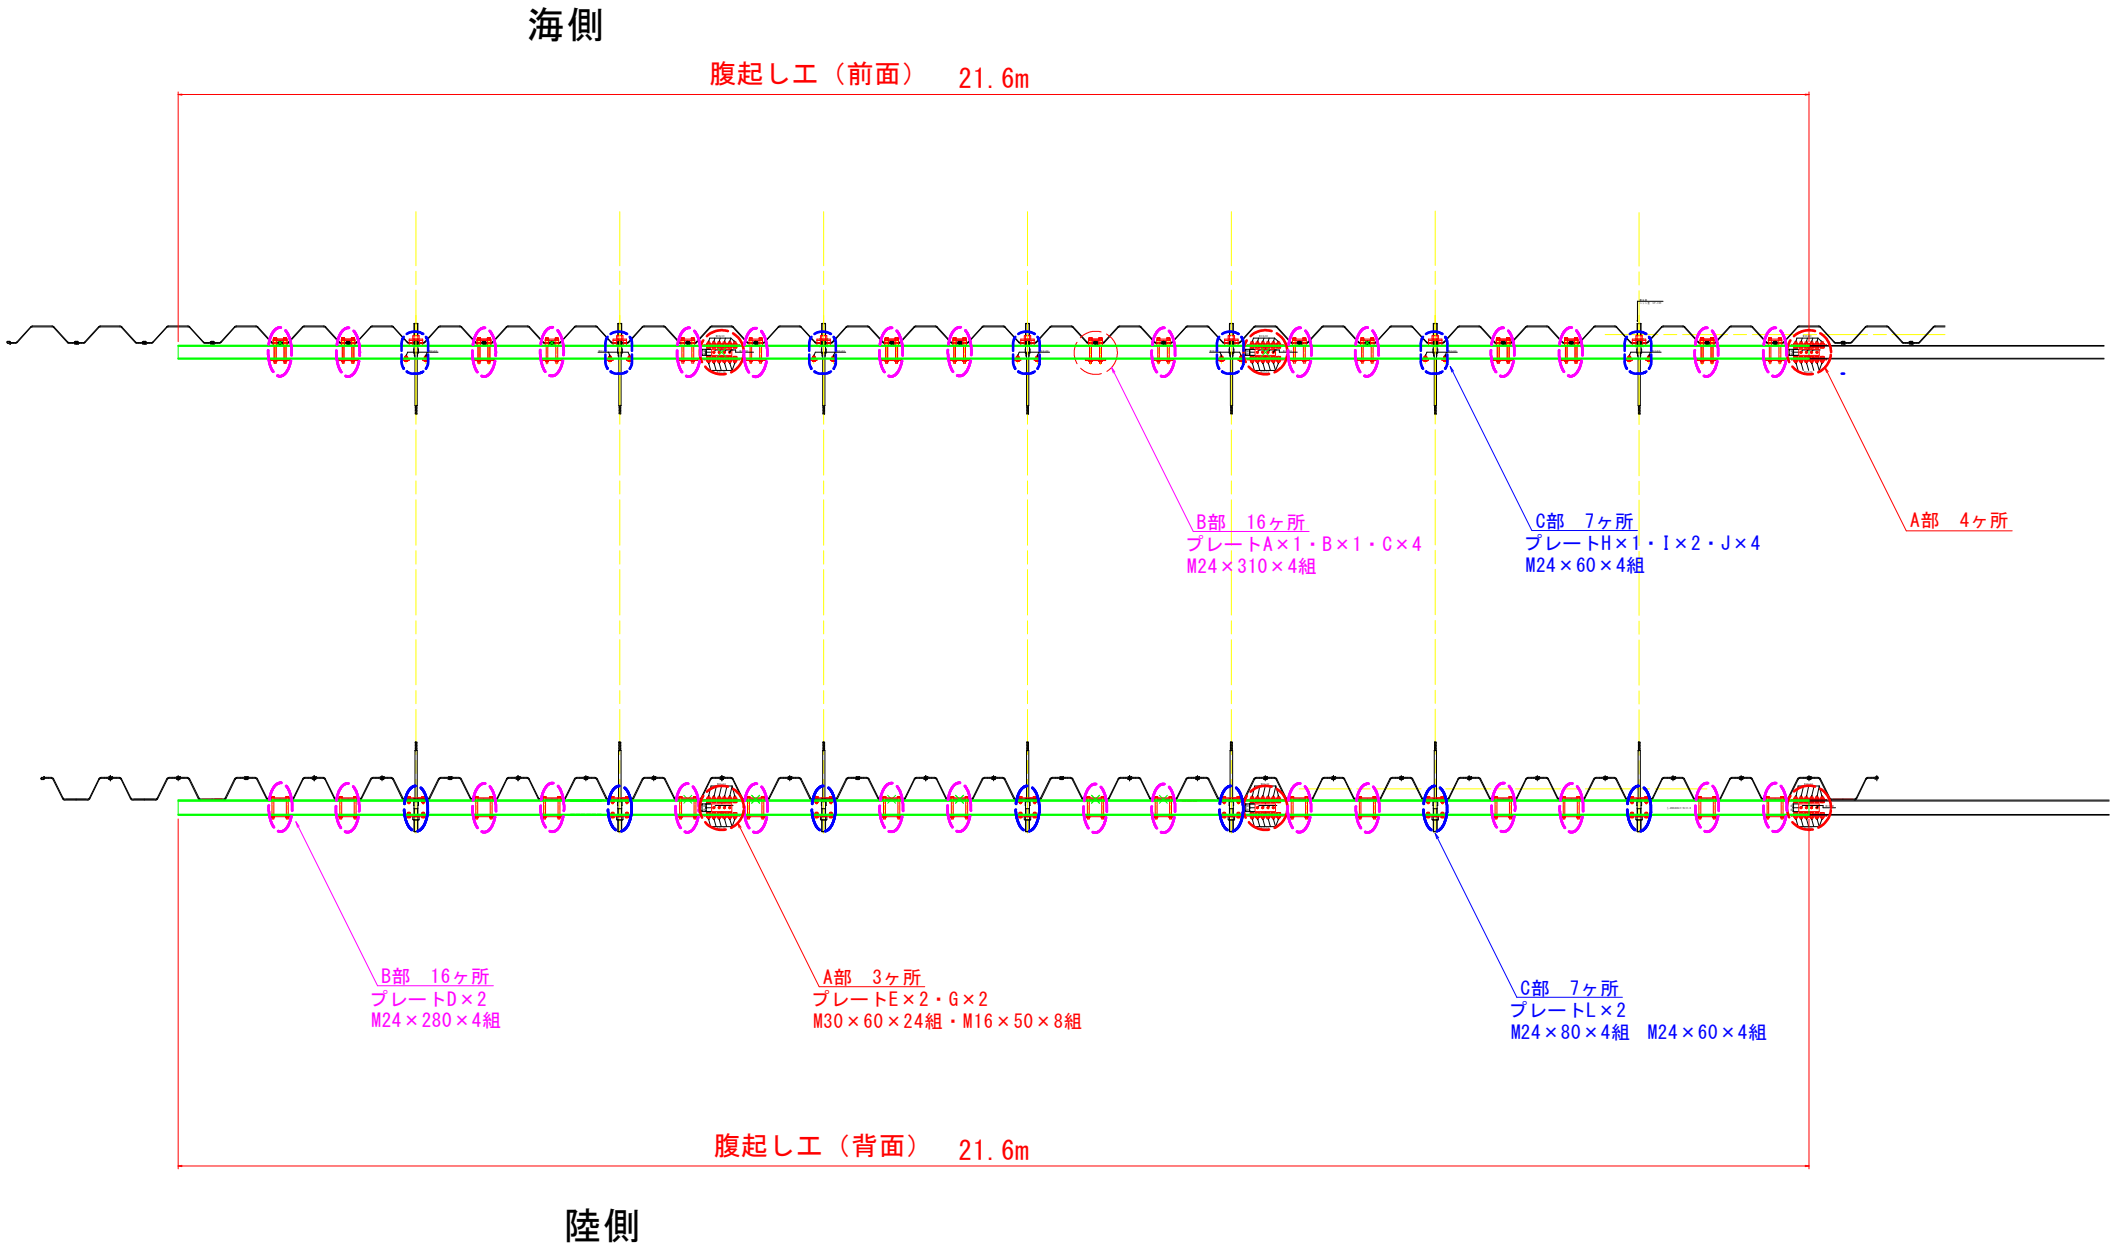 海側
腹起し工（前面）　21.6m
B部　16ヶ所
プレートA×1・B×1・C×4
M24×310×4組
C部　7ヶ所
プレートH×1・I×2・J×4
M24×60×4組
A部　4ヶ所
B部　16ヶ所
プレートD×2
M24×280×4組
A部　3ヶ所
プレートE×2・G×2
M30×60×24組・M16×50×8組
C部　7ヶ所
プレートL×2
M24×80×4組　M24×60×4組
腹起し工（背面）　21.6m
陸側